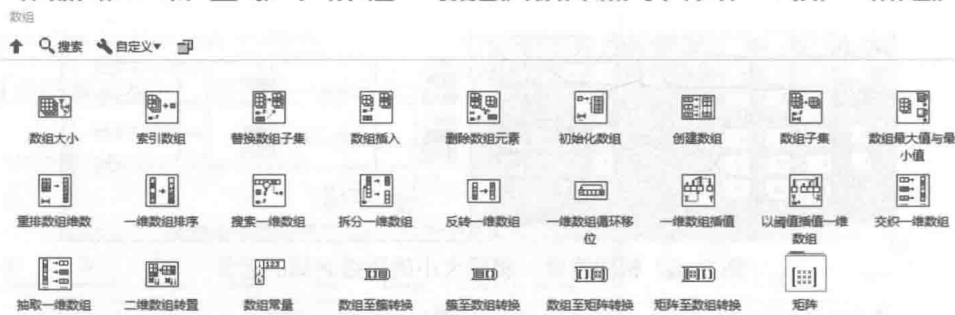 数组
搜索 自定义
数组大小 索引数组 替换数组子集 数组插入 删除数组元素 初始化数组 创建数组 数组子集 数组最大值与最小值
重排数组维数 一维数组排序 搜索一维数组 拆分一维数组 反转一维数组 一维数组循环移位 一维数组插值 以阈值插值一维数组 交织一维数组
抽取一维数组 二维数组转置 数组常量 数组至簇转换 簇至数组转换 数组至矩阵转换 矩阵至数组转换 矩阵